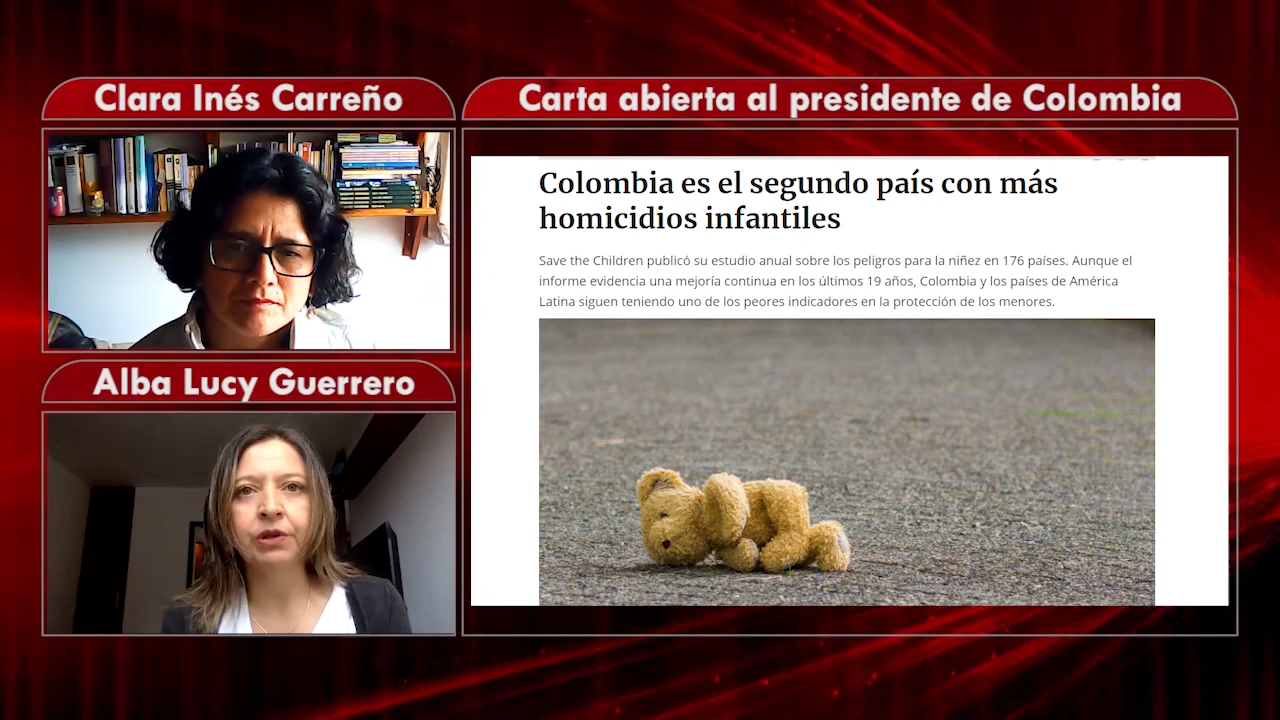 Clara Inés Carreño
Carta abierta al presidente de Colombia
Colombia es el segundo país con más
homicidios infantiles
Save the Children publicó su estudio anual sobre los peligros para la niñez en 176 países. Aunque el
informe evidencia una mejoría continua en los últimos 19 años, Colombia y los países de América
Latina siguen teniendo uno de los peores indicadores en la protección de los menores.
Alba Lucy Guerrero